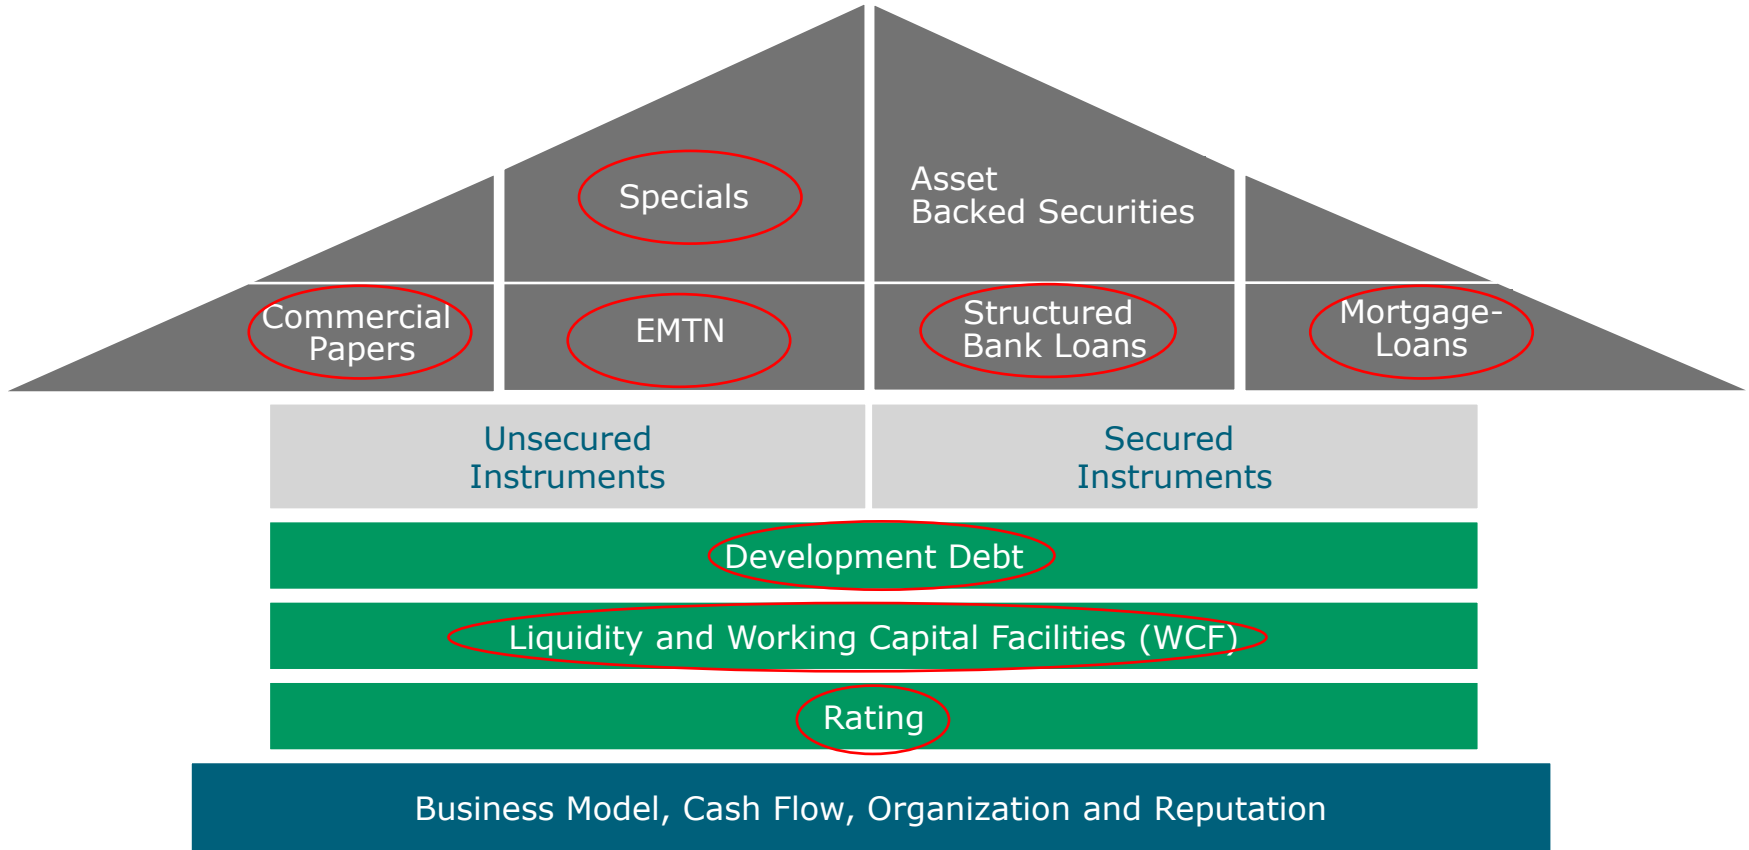 Specials
Asset
Backed Securities
Commercial
Papers
EMTN
Structured
Bank Loans
Mortgage-
Loans
Unsecured
Instruments
Secured
Instruments
Development Debt
Liquidity and Working Capital Facilities (WCF)
Rating
Business Model, Cash Flow, Organization and Reputation